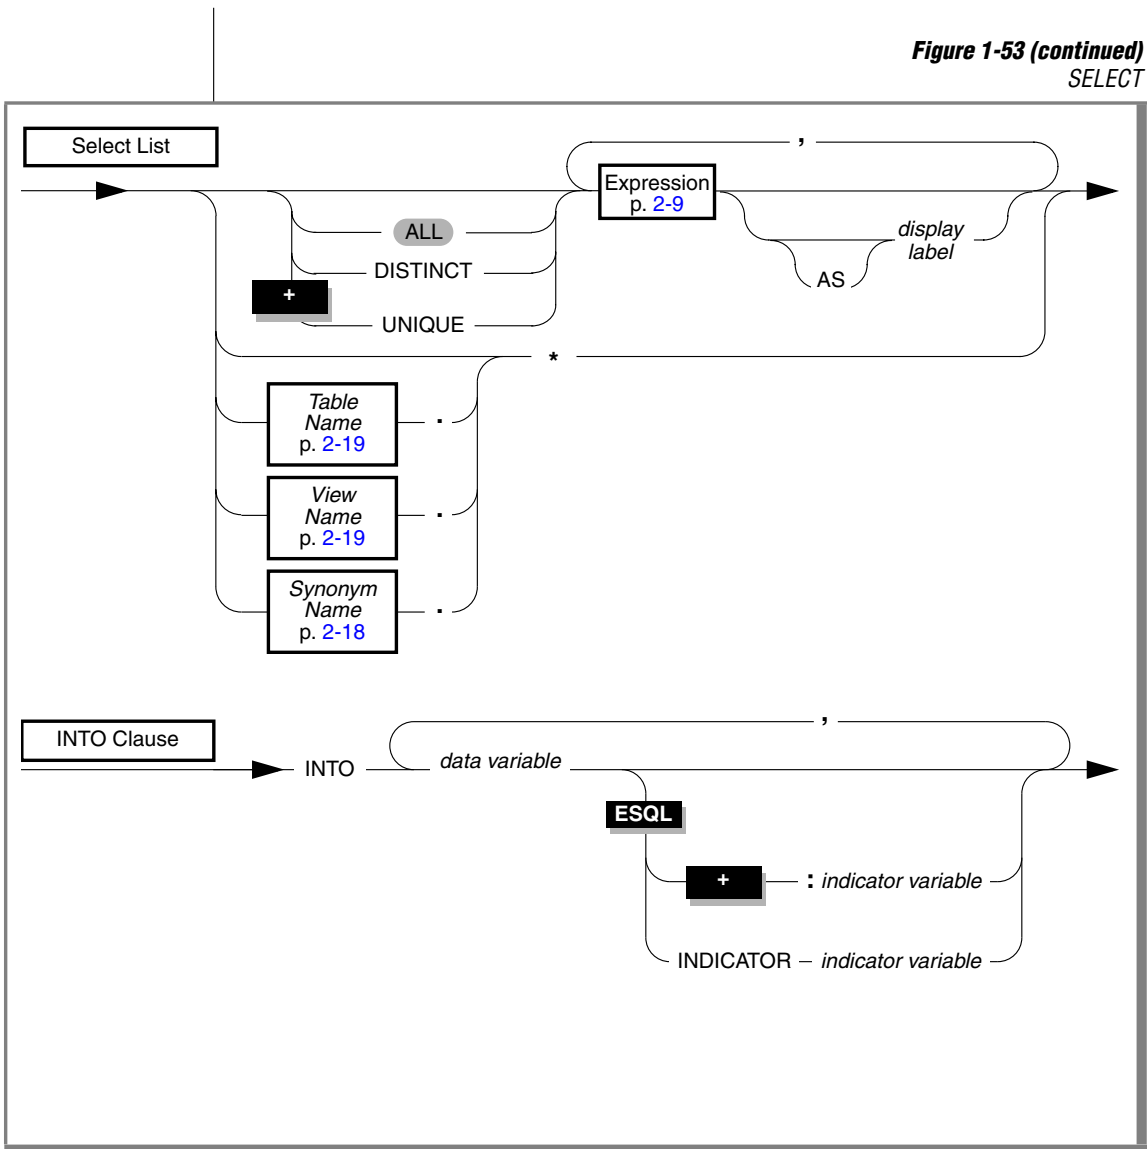 Figure 1-53 (continued)
SELECT
Select List
,
Expression
p. 2-9
ALL
display
label
DISTINCT
AS
+
UNIQUE
*
Table
Name
p. 2-19
.
View
Name
p. 2-19
.
Synonym
Name
p. 2-18
.
INTO Clause
,
INTO
data variable
ESQL
+
: indicator variable
INDICATOR indicator variable